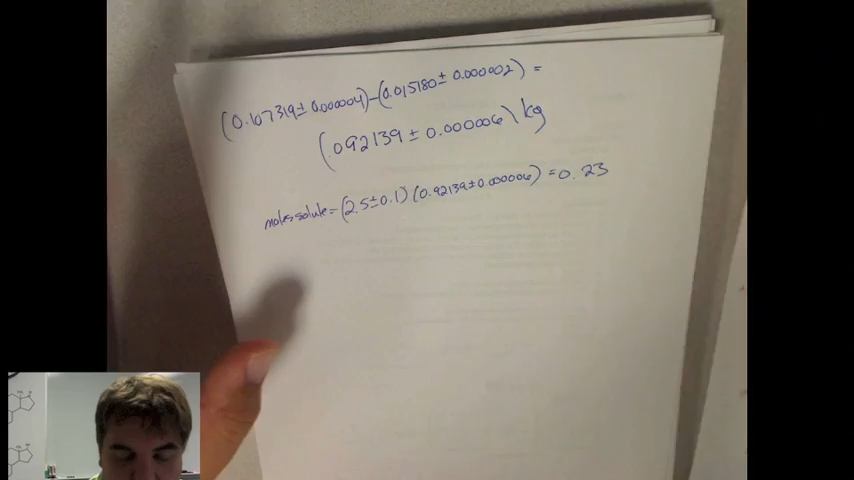 (0.107319 ± 0.000004) - (0.015180 ± 0.000002) =
(.092139 ± 0.000006) kg
moles solute = (2.5 ± 0.1) (0.92139 ± 0.000006) = 0.23